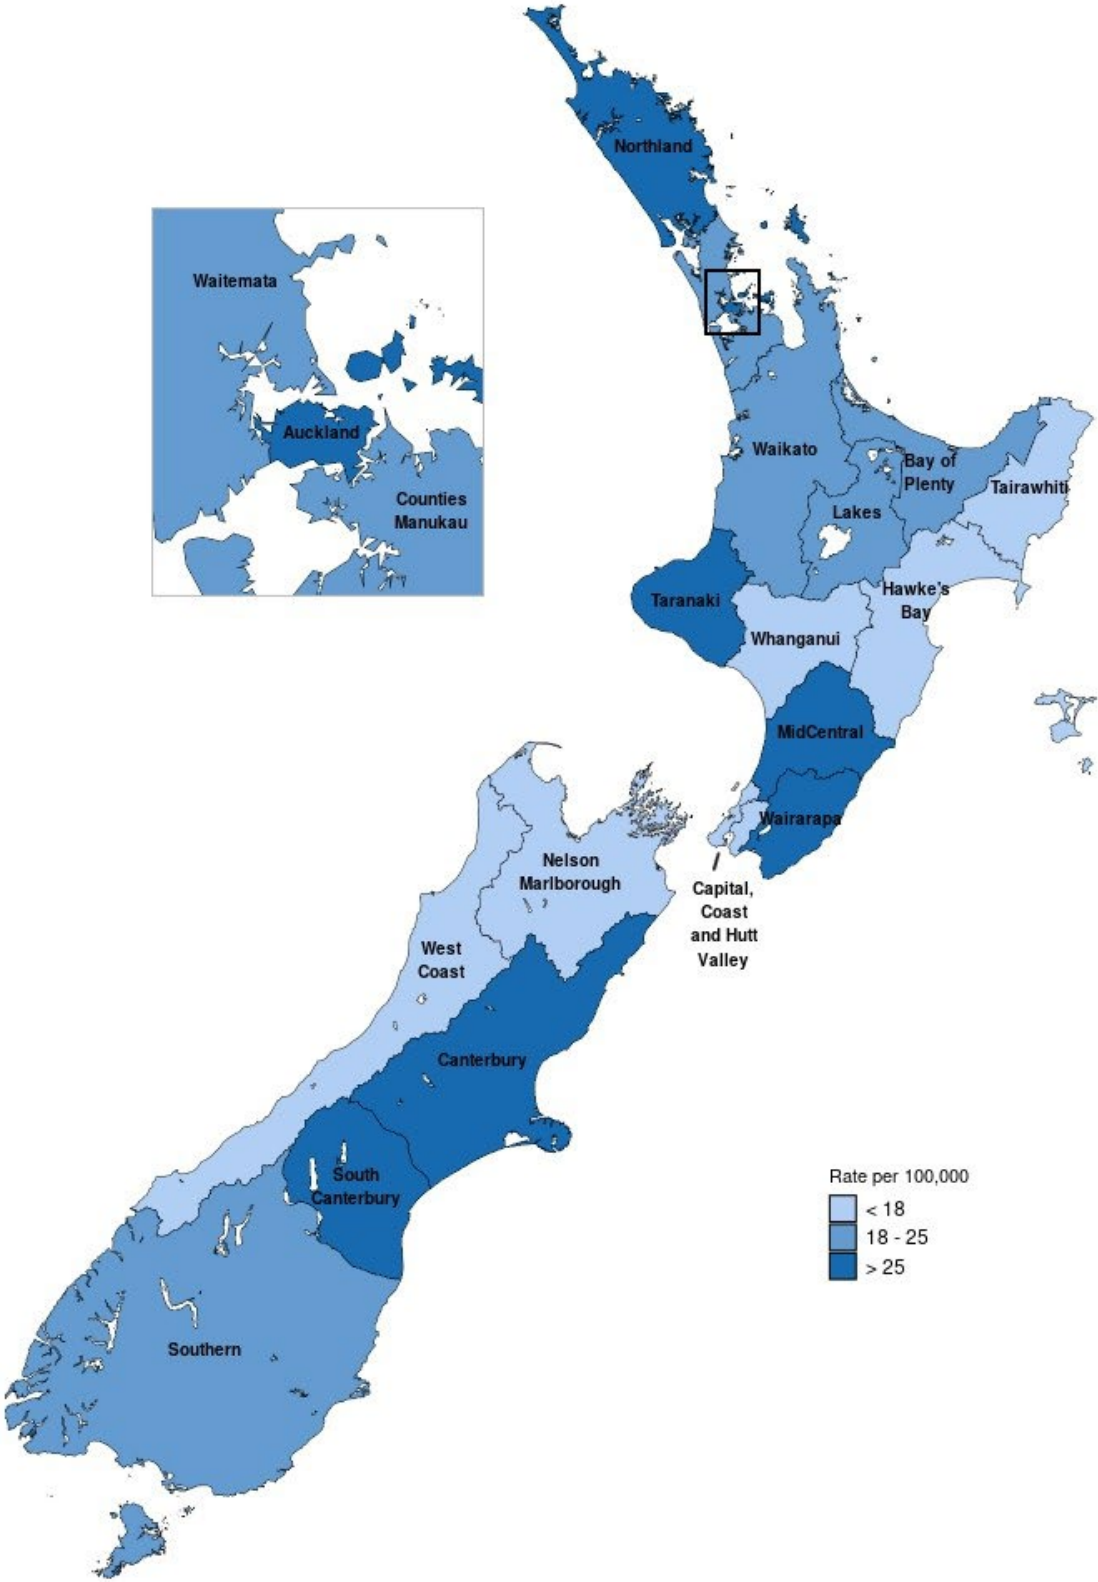 Northland
Waitemata
Auckland
Counties
Manukau
Waikato
Bay of
Plenty
Tairawhiti
Lakes
Hawke's
Bay
Taranaki
Whanganui
MidCentral
Wairarapa
Capital,
Coast
and Hutt
Valley
Nelson
Marlborough
West
Coast
Canterbury
South
Canterbury
Southern
Rate per 100,000
< 18
18 - 25
> 25